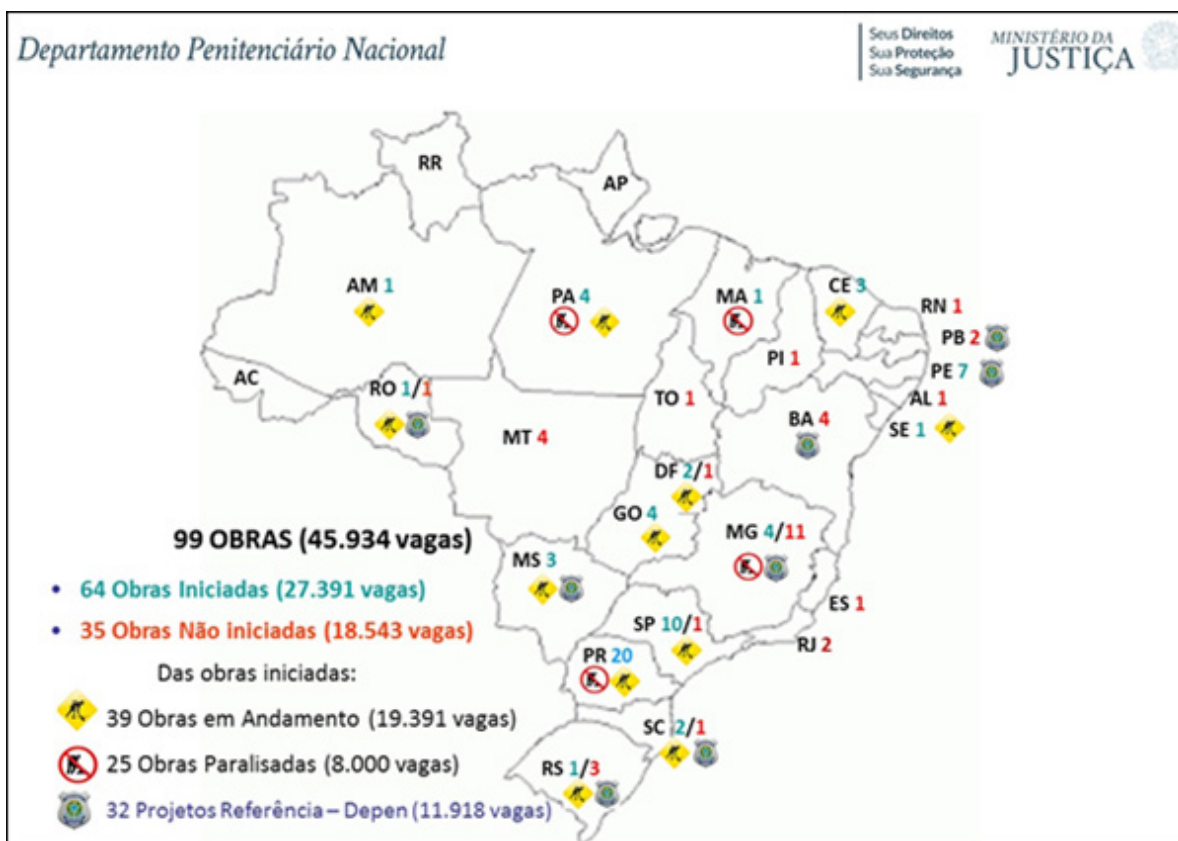 Departamento Penitenciário Nacional
Seus Direitos
Sua Proteção
Sua Segurança
MINISTÉRIO DA
JUSTIÇA
RR
AP
AM 1
PA 4
MA 1
CE 3
RN 1
PB 2
PE 7
PI 1
AC
RO 1/1
TO 1
AL 1
BA 4
SE 1
MT 4
DF 2/1
GO 4
MG 4/11
99 OBRAS (45.934 vagas)
MS 3
• 64 Obras Iniciadas (27.391 vagas)
ES 1
SP 10/1
• 35 Obras Não iniciadas (18.543 vagas)
RJ 2
PR 20
Das obras iniciadas:
39 Obras em Andamento (19.391 vagas)
SC 2/1
25 Obras Paralisadas (8.000 vagas)
RS 1/3
32 Projetos Referência – Depen (11.918 vagas)